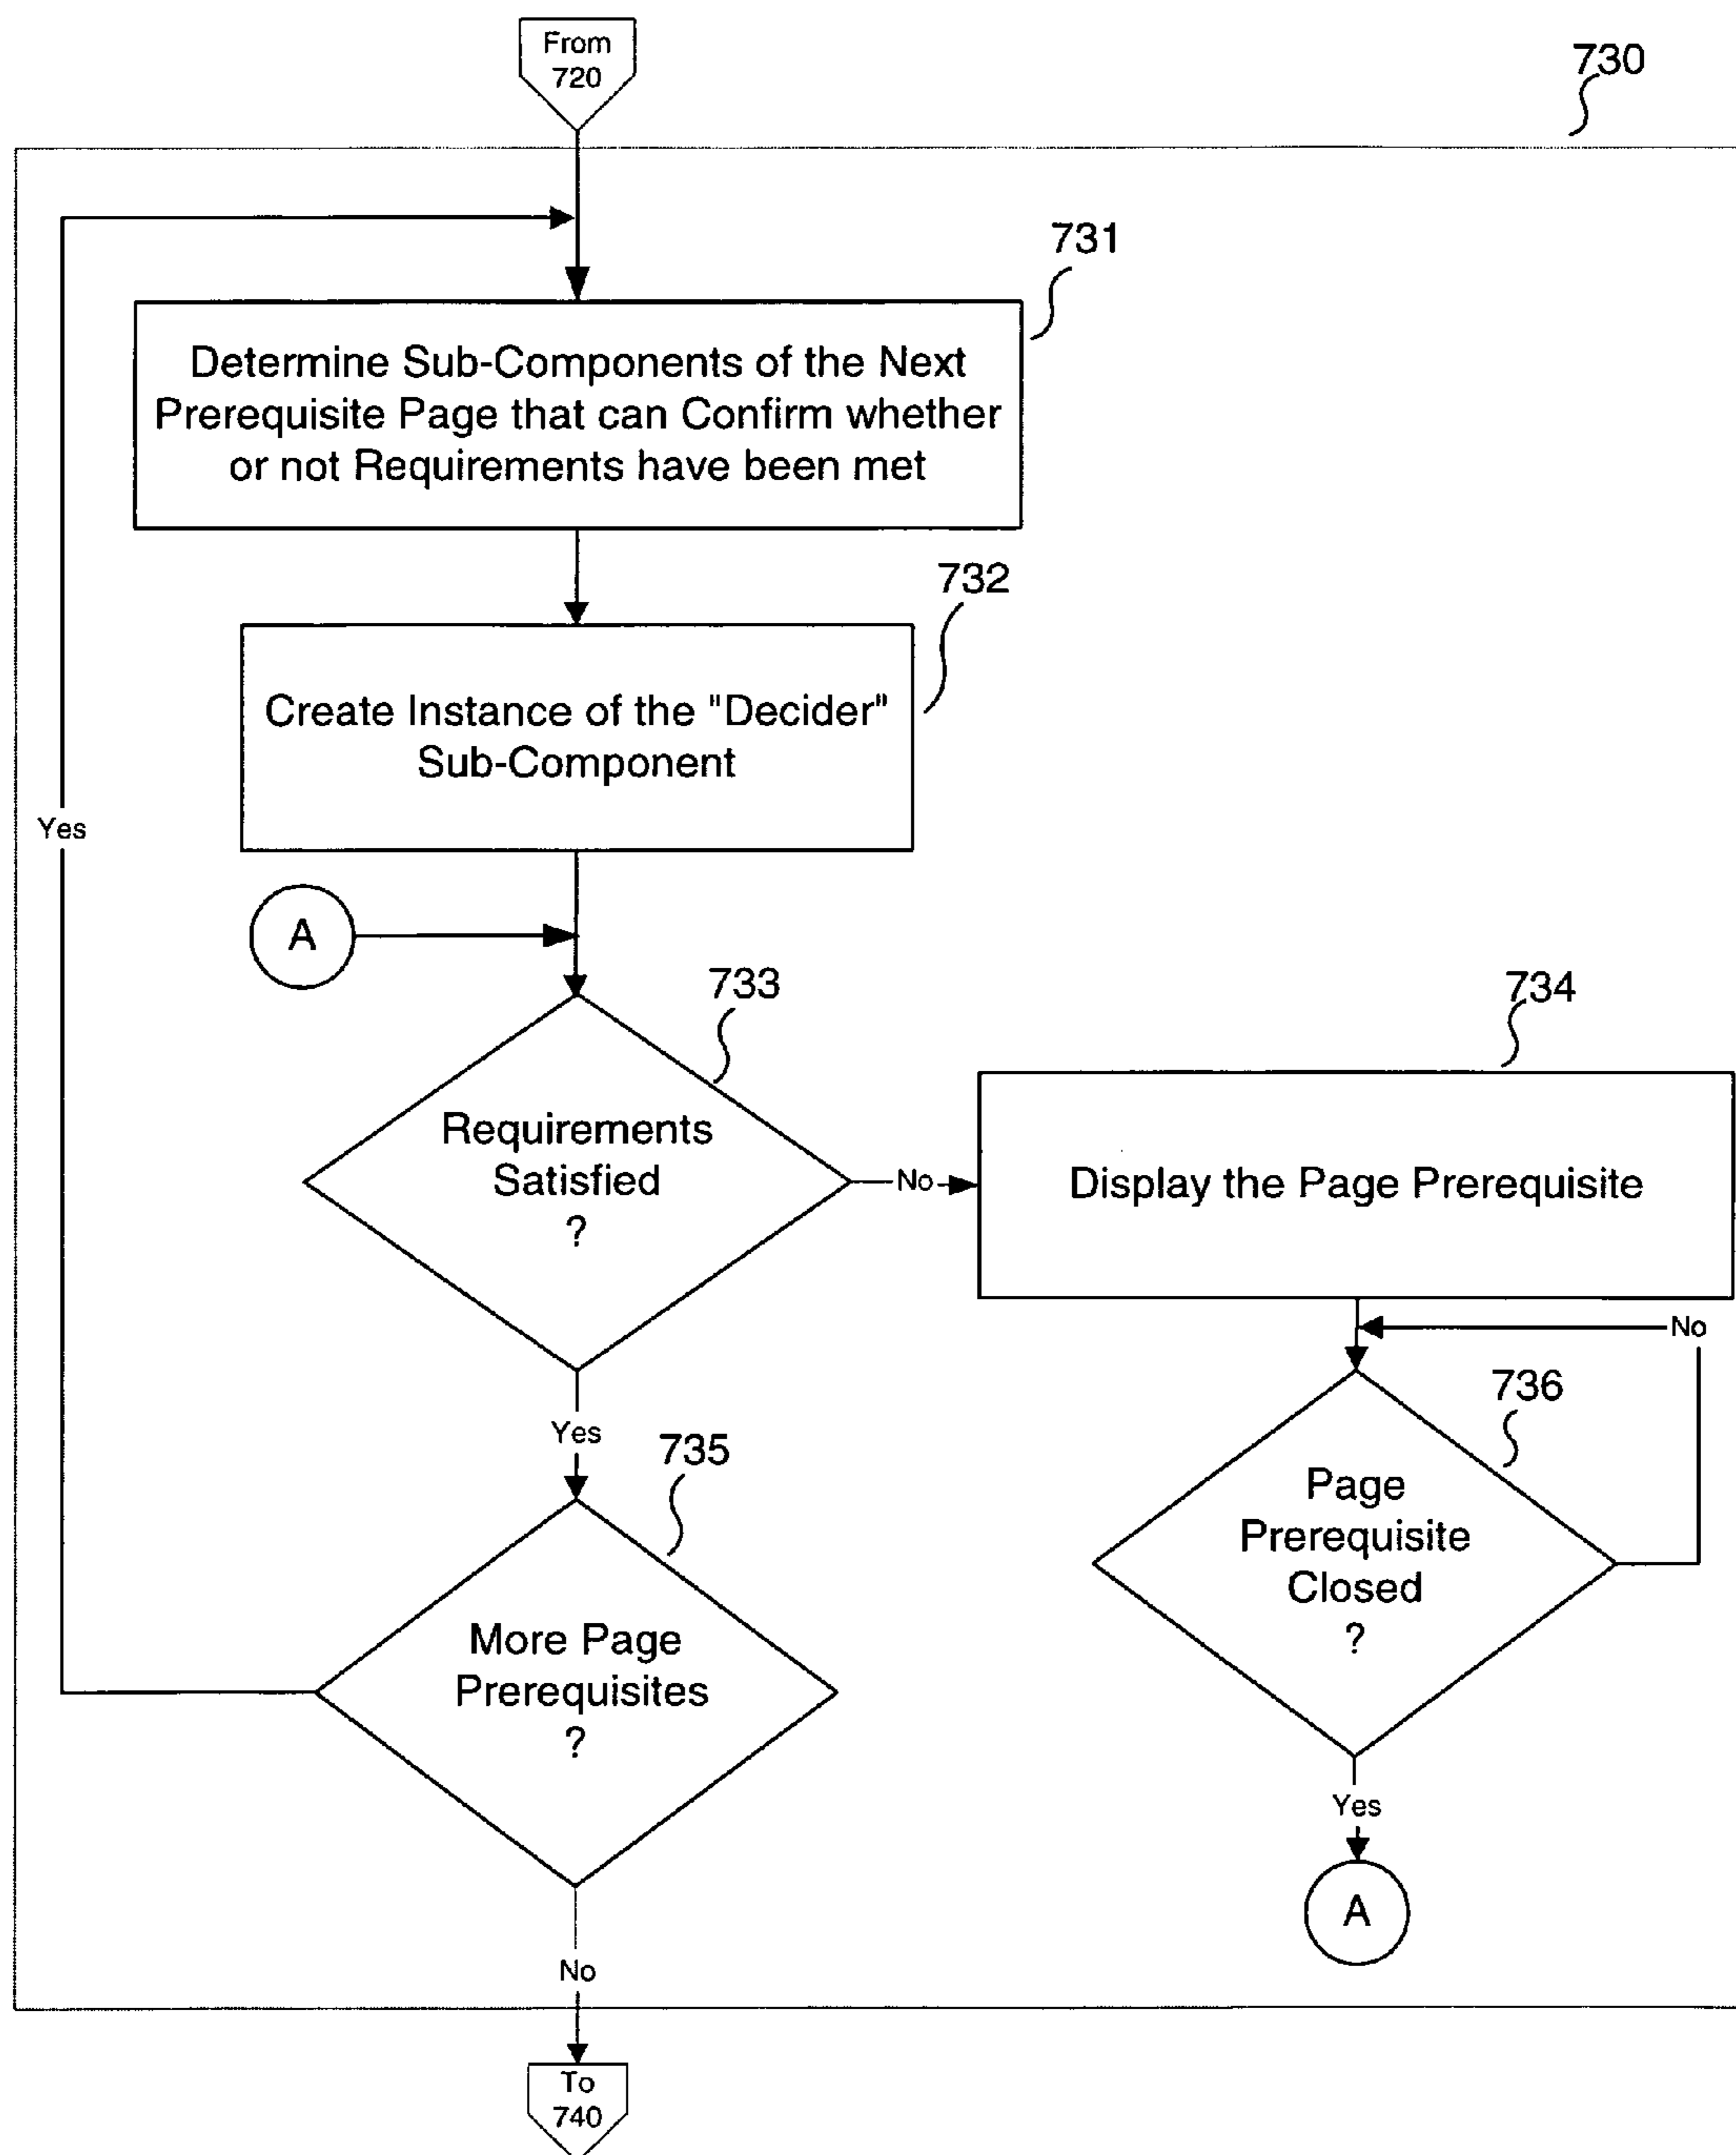 From
720
730
731
Determine Sub-Components of the Next
Prerequisite Page that can Confirm whether
or not Requirements have been met
732
Create Instance of the "Decider"
Sub-Component
Yes
A
733
Requirements
Satisfied
?
No
734
Display the Page Prerequisite
No
Yes
735
736
Page
Prerequisite
Closed
?
More Page
Prerequisites
?
Yes
A
No
To
740